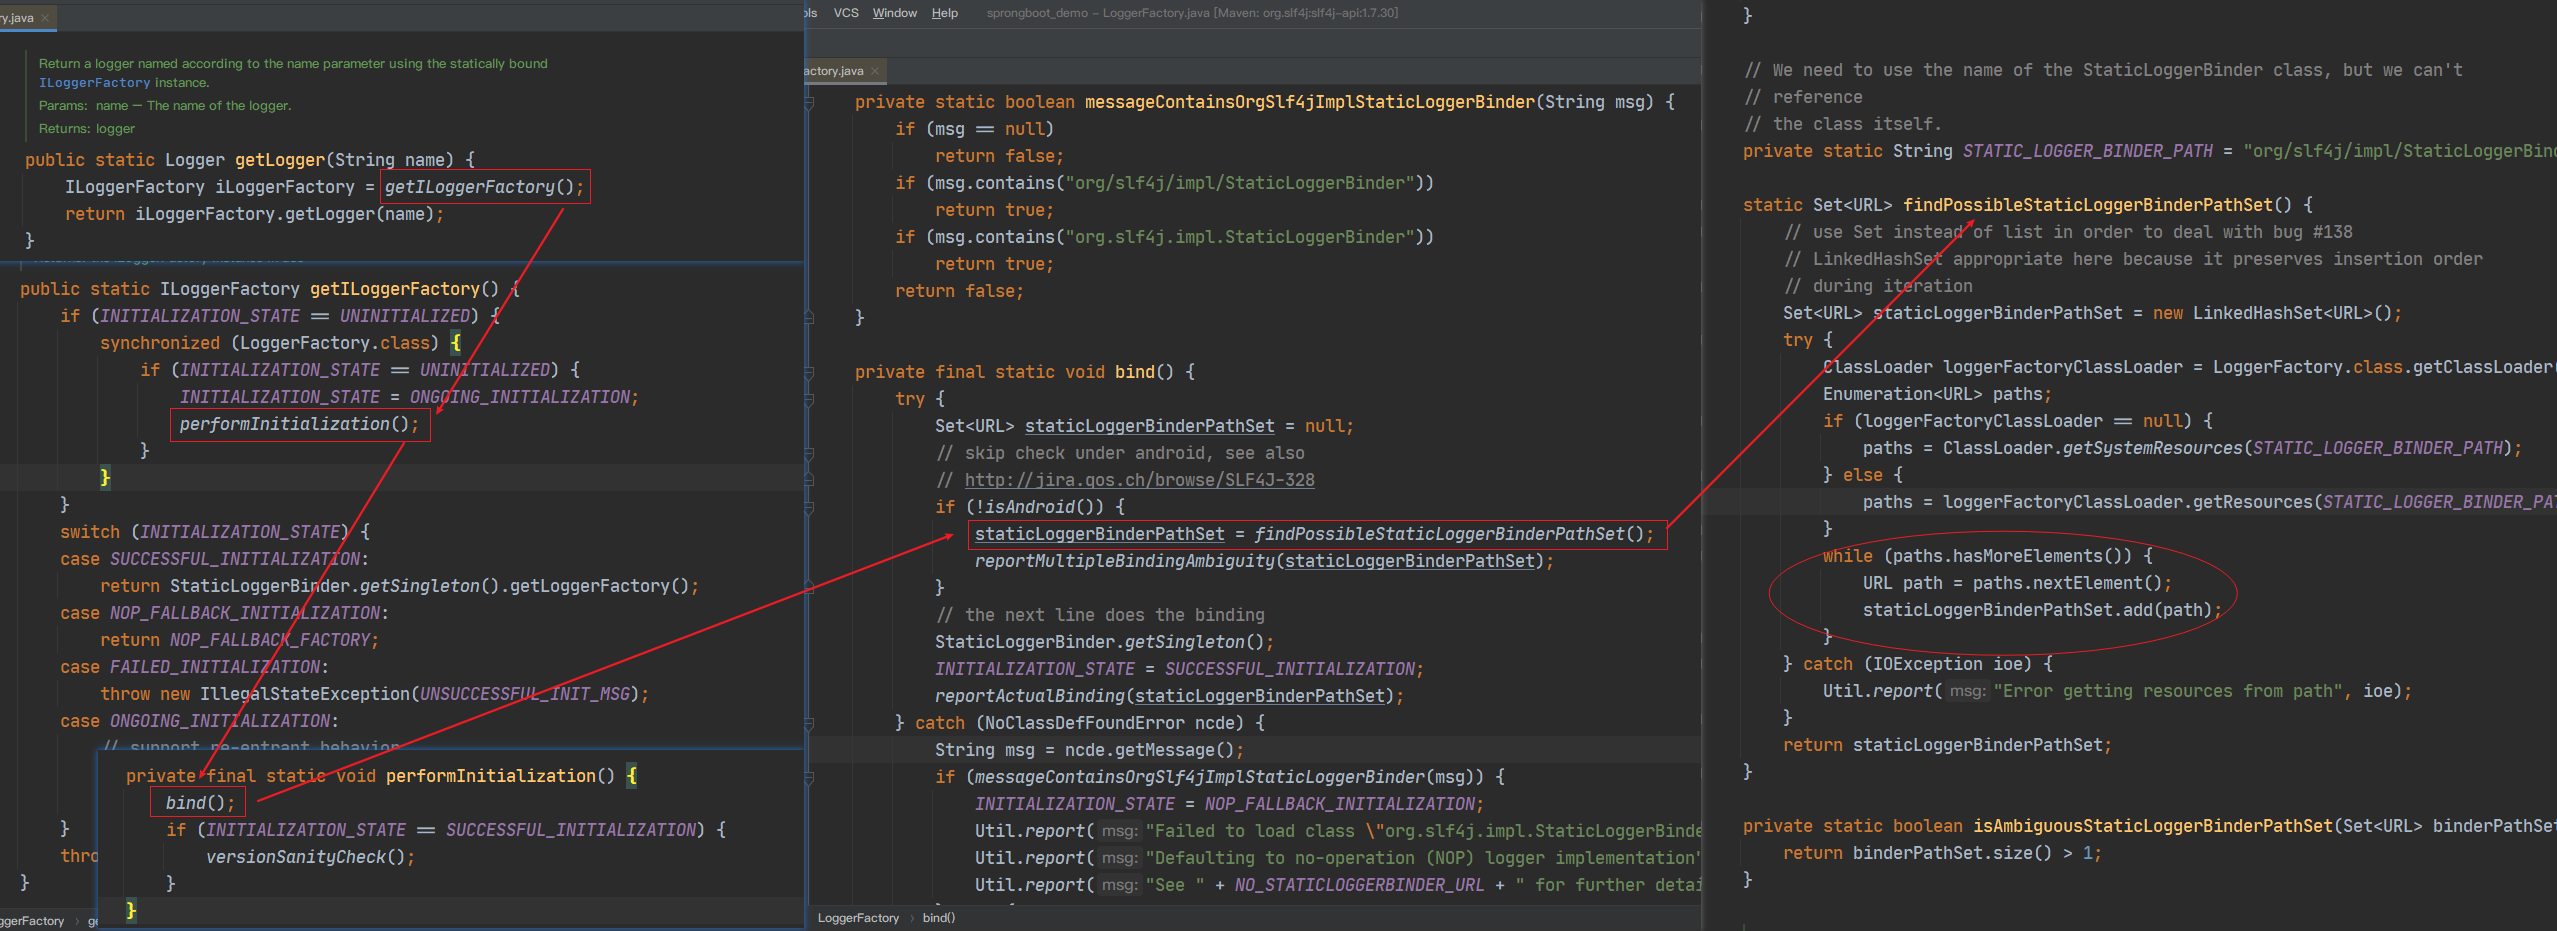 ry.java ×
Return a logger named according to the name parameter using the statically bound
ILoggerFactory instance.
Params: name – The name of the logger.
Returns: logger
public static Logger getLogger(String name) {
ILoggerFactory iLoggerFactory = getILoggerFactory();
return iLoggerFactory.getLogger(name);
}
public static ILoggerFactory getILoggerFactory() {
if (INITIALIZATION_STATE == UNINITIALIZED) {
synchronized (LoggerFactory.class) {
if (INITIALIZATION_STATE == UNINITIALIZED) {
INITIALIZATION_STATE = ONGOING_INITIALIZATION;
performInitialization();
}
}
}
switch (INITIALIZATION_STATE) {
case SUCCESSFUL_INITIALIZATION:
return StaticLoggerBinder.getSingleton().getLoggerFactory();
case NOP_FALLBACK_INITIALIZATION:
return NOP_FALLBACK_FACTORY;
case FAILED_INITIALIZATION:
throw new IllegalStateException(UNSUCCESSFUL_INIT_MSG);
case ONGOING_INITIALIZATION:
// support re-entrant behavior
}
thro
}
private final static void performInitialization() {
bind();
if (INITIALIZATION_STATE == SUCCESSFUL_INITIALIZATION) {
versionSanityCheck();
}
}
ggerFactory › ge
ols VCS Window Help sprongboot_demo – LoggerFactory.java [Maven: org.slf4j:slf4j-api:1.7.30]
actory.java ×
private static boolean messageContainsOrgSlf4jImplStaticLoggerBinder(String msg) {
if (msg == null)
return false;
if (msg.contains("org/slf4j/impl/StaticLoggerBinder"))
return true;
if (msg.contains("org.slf4j.impl.StaticLoggerBinder"))
return true;
return false;
}
private final static void bind() {
try {
Set<URL> staticLoggerBinderPathSet = null;
// skip check under android, see also
// http://jira.qos.ch/browse/SLF4J-328
if (!isAndroid()) {
staticLoggerBinderPathSet = findPossibleStaticLoggerBinderPathSet();
reportMultipleBindingAmbiguity(staticLoggerBinderPathSet);
}
// the next line does the binding
StaticLoggerBinder.getSingleton();
INITIALIZATION_STATE = SUCCESSFUL_INITIALIZATION;
reportActualBinding(staticLoggerBinderPathSet);
} catch (NoClassDefFoundError ncde) {
String msg = ncde.getMessage();
if (messageContainsOrgSlf4jImplStaticLoggerBinder(msg)) {
INITIALIZATION_STATE = NOP_FALLBACK_INITIALIZATION;
Util.report( msg: "Failed to load class \"org.slf4j.impl.StaticLoggerBinde
Util.report( msg: "Defaulting to no-operation (NOP) logger implementation"
Util.report( msg: "See " + NO_STATICLOGGERBINDER_URL + " for further detai
LoggerFactory › bind()
}
// We need to use the name of the StaticLoggerBinder class, but we can't
// reference
// the class itself.
private static String STATIC_LOGGER_BINDER_PATH = "org/slf4j/impl/StaticLoggerBind
static Set<URL> findPossibleStaticLoggerBinderPathSet() {
// use Set instead of list in order to deal with bug #138
// LinkedHashSet appropriate here because it preserves insertion order
// during iteration
Set<URL> staticLoggerBinderPathSet = new LinkedHashSet<URL>();
try {
ClassLoader loggerFactoryClassLoader = LoggerFactory.class.getClassLoader(
Enumeration<URL> paths;
if (loggerFactoryClassLoader == null) {
paths = ClassLoader.getSystemResources(STATIC_LOGGER_BINDER_PATH);
} else {
paths = loggerFactoryClassLoader.getResources(STATIC_LOGGER_BINDER_PAT
}
while (paths.hasMoreElements()) {
URL path = paths.nextElement();
staticLoggerBinderPathSet.add(path);
}
} catch (IOException ioe) {
Util.report( msg: "Error getting resources from path", ioe);
}
return staticLoggerBinderPathSet;
}
private static boolean isAmbiguousStaticLoggerBinderPathSet(Set<URL> binderPathSet
return binderPathSet.size() > 1;
}